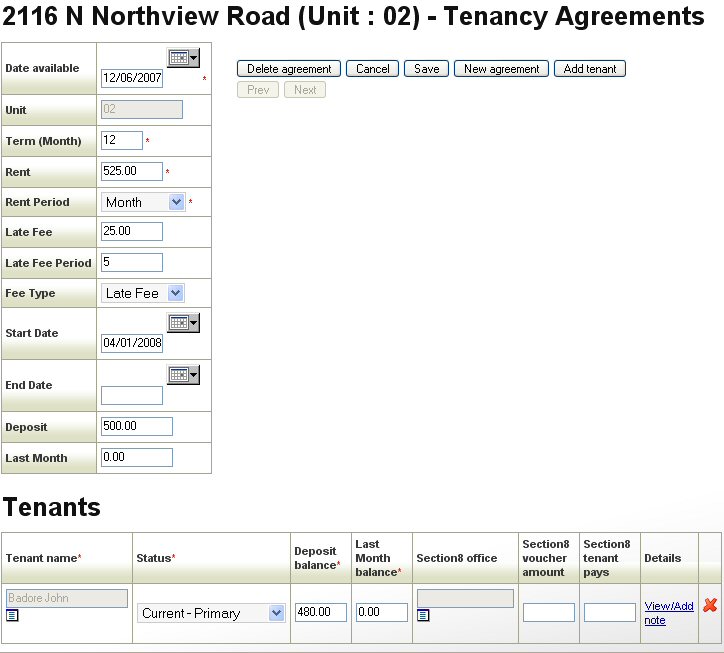 2116 N Northview Road (Unit : 02) - Tenancy Agreements
Date available 12/06/2007 *
Delete agreement Cancel Save New agreement Add tenant
Prev Next
Unit 02
Term (Month) 12 *
Rent 525.00 *
Rent Period Month *
Late Fee 25.00
Late Fee Period 5
Fee Type Late Fee
Start Date 04/01/2008
End Date
Deposit 500.00
Last Month 0.00
Tenants
Tenant name* Status* Deposit balance* Last Month balance* Section8 office Section8 voucher amount Section8 tenant pays Details
Badore John Current - Primary 480.00 0.00 View/Add note